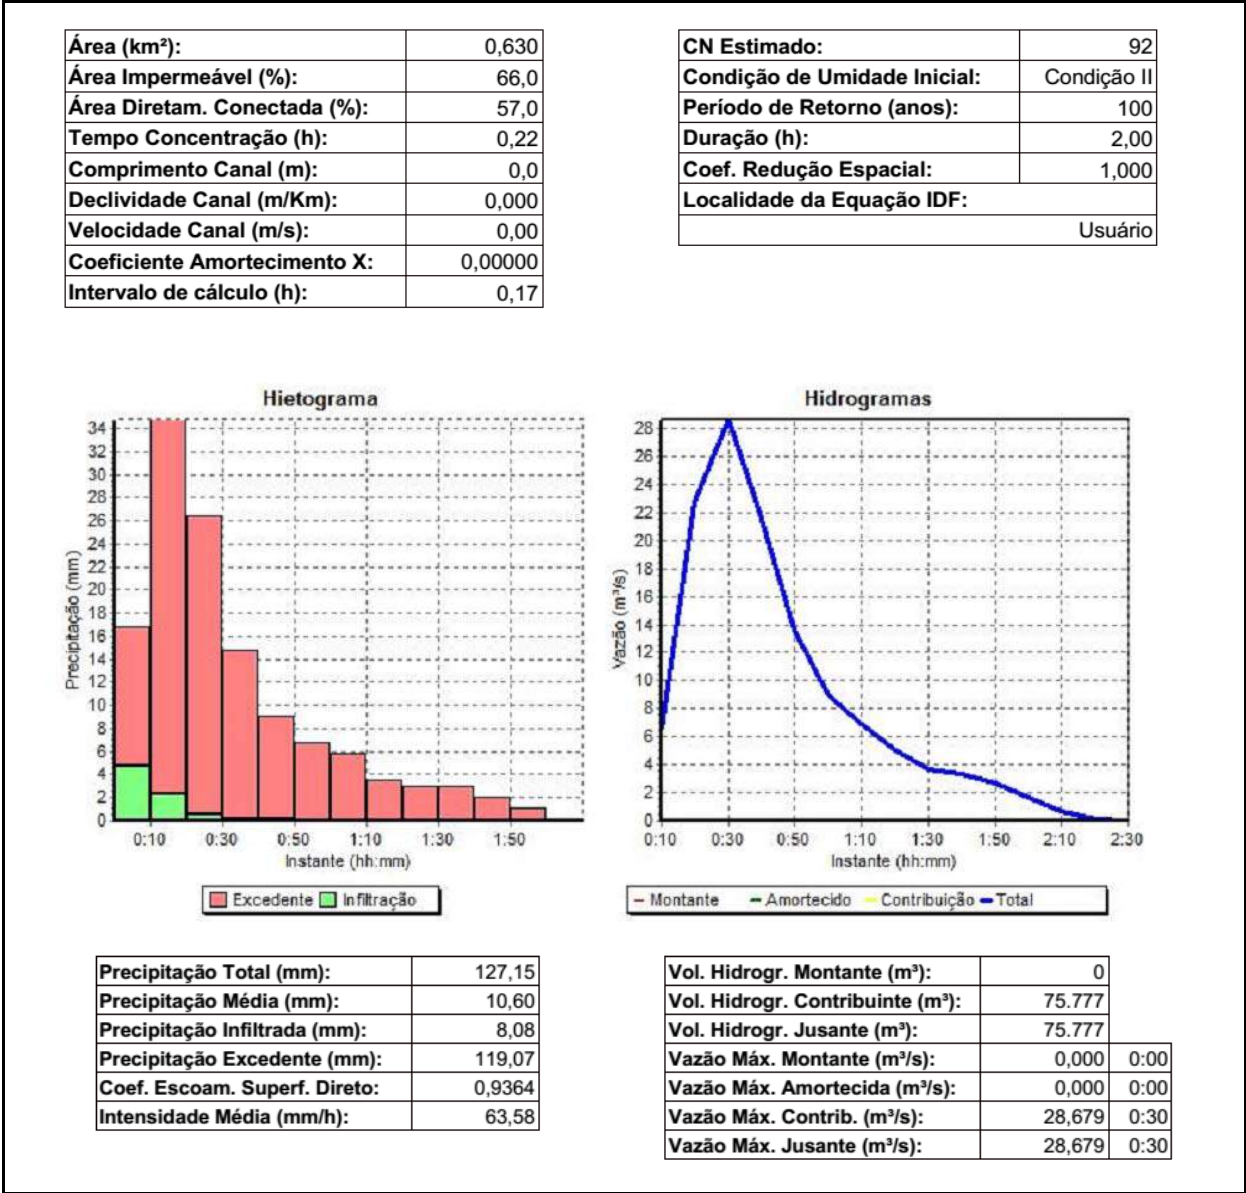 Área (km²): 0,630
Área Impermeável (%): 66,0
Área Diretam. Conectada (%): 57,0
Tempo Concentração (h): 0,22
Comprimento Canal (m): 0,0
Declividade Canal (m/Km): 0,000
Velocidade Canal (m/s): 0,00
Coeficiente Amortecimento X: 0,00000
Intervalo de cálculo (h): 0,17
CN Estimado: 92
Condição de Umidade Inicial: Condição II
Período de Retorno (anos): 100
Duração (h): 2,00
Coef. Redução Espacial: 1,000
Localidade da Equação IDF:
Usuário
Hietograma
34
32
30
28
26
24
22
20
18
16
14
12
10
8
6
4
2
0
Precipitação (mm)
0:10 0:30 0:50 1:10 1:30 1:50
Instante (hh:mm)
Excedente Infiltração
Hidrogramas
28
26
24
22
20
18
16
14
12
10
8
6
4
2
0
Vazão (m³/s)
0:10 0:30 0:50 1:10 1:30 1:50 2:10 2:30
Instante (hh:mm)
Montante Amortecido Contribuição Total
Precipitação Total (mm): 127,15
Precipitação Média (mm): 10,60
Precipitação Infiltrada (mm): 8,08
Precipitação Excedente (mm): 119,07
Coef. Escoam. Superf. Direto: 0,9364
Intensidade Média (mm/h): 63,58
Vol. Hidrogr. Montante (m³): 0
Vol. Hidrogr. Contribuinte (m³): 75.777
Vol. Hidrogr. Jusante (m³): 75.777
Vazão Máx. Montante (m³/s): 0,000 0:00
Vazão Máx. Amortecida (m³/s): 0,000 0:00
Vazão Máx. Contrib. (m³/s): 28,679 0:30
Vazão Máx. Jusante (m³/s): 28,679 0:30